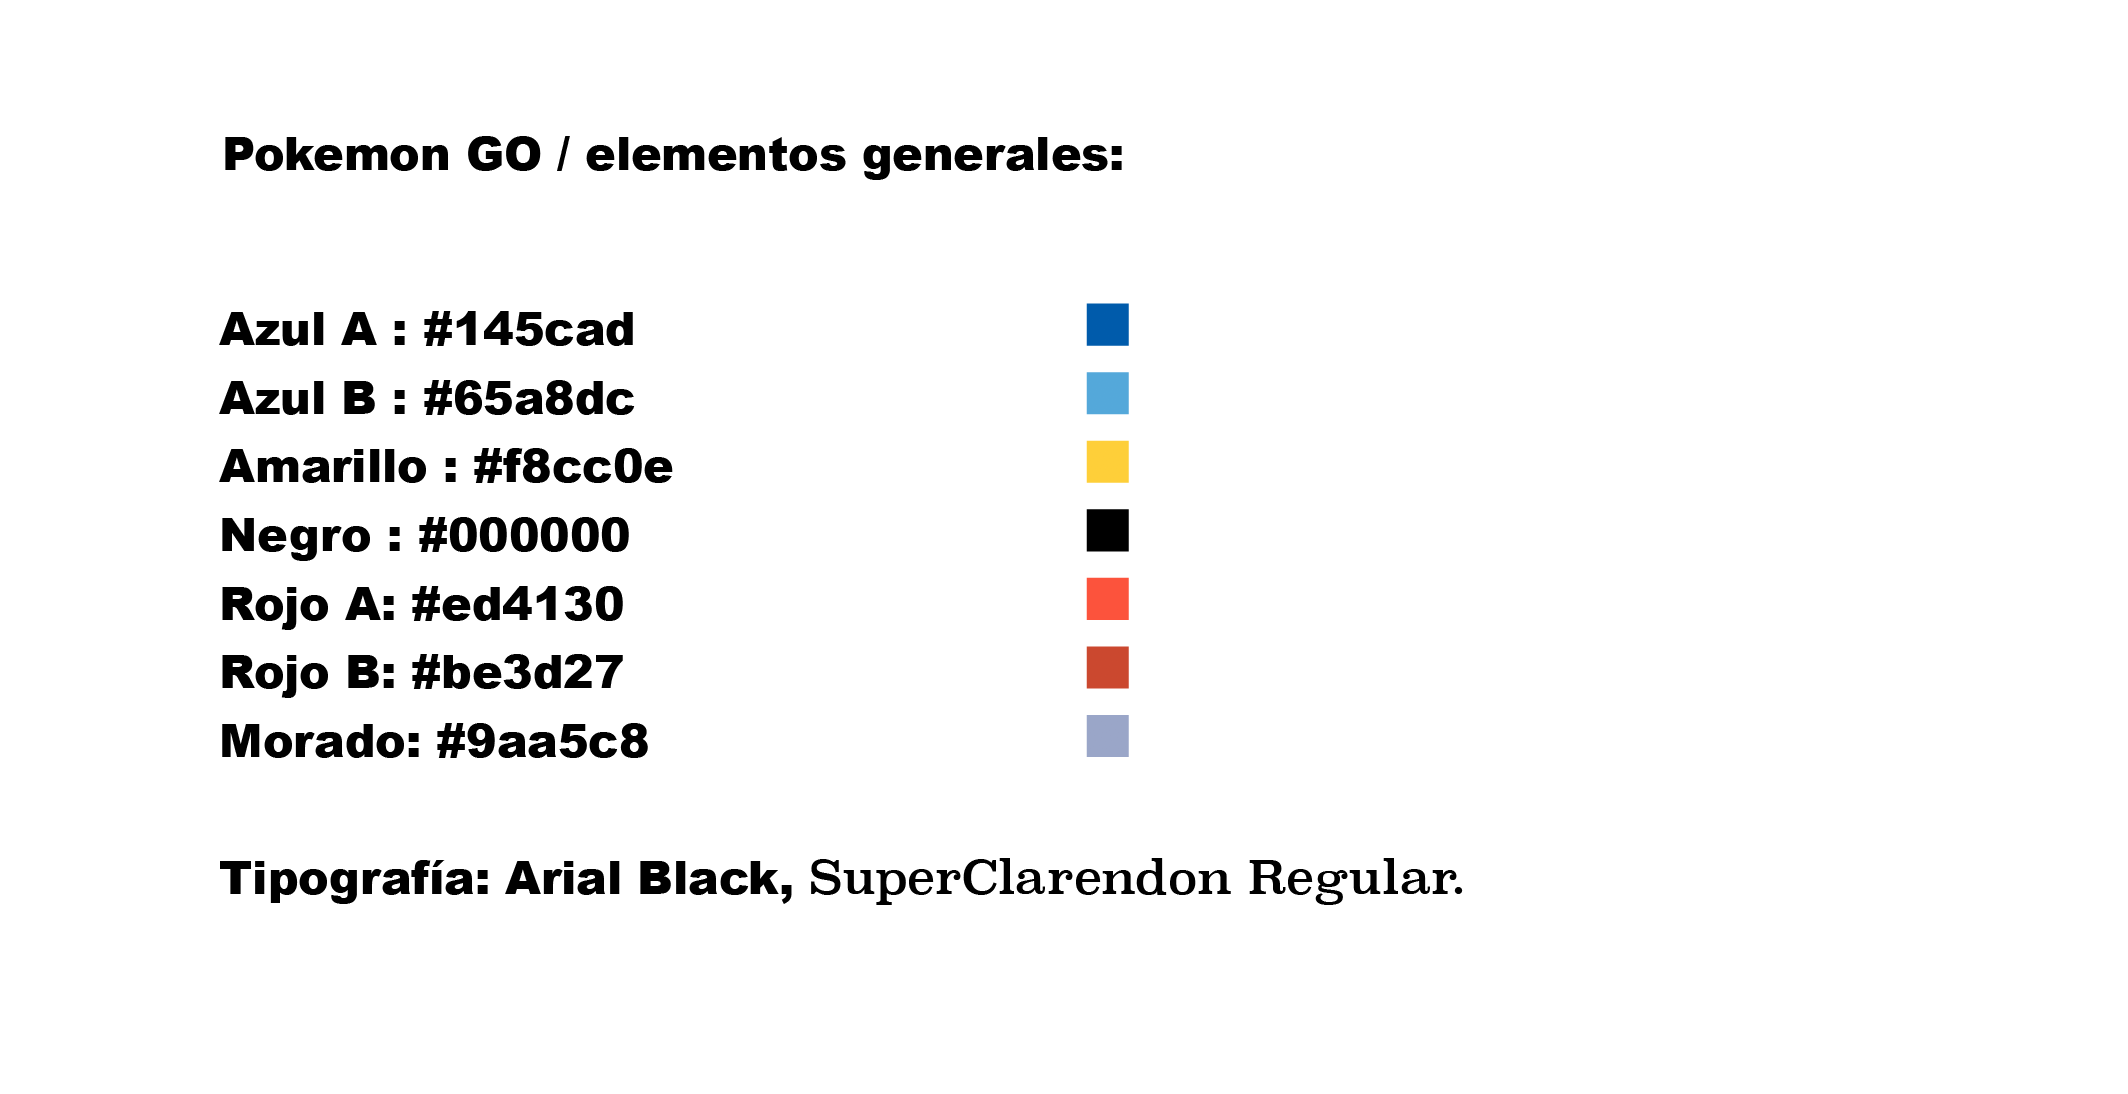 Pokemon GO / elementos generales:
Azul A : #145cad
Azul B : #65a8dc
Amarillo : #f8cc0e
Negro : #000000
Rojo A: #ed4130
Rojo B: #be3d27
Morado: #9aa5c8
Tipografía: Arial Black, SuperClarendon Regular.